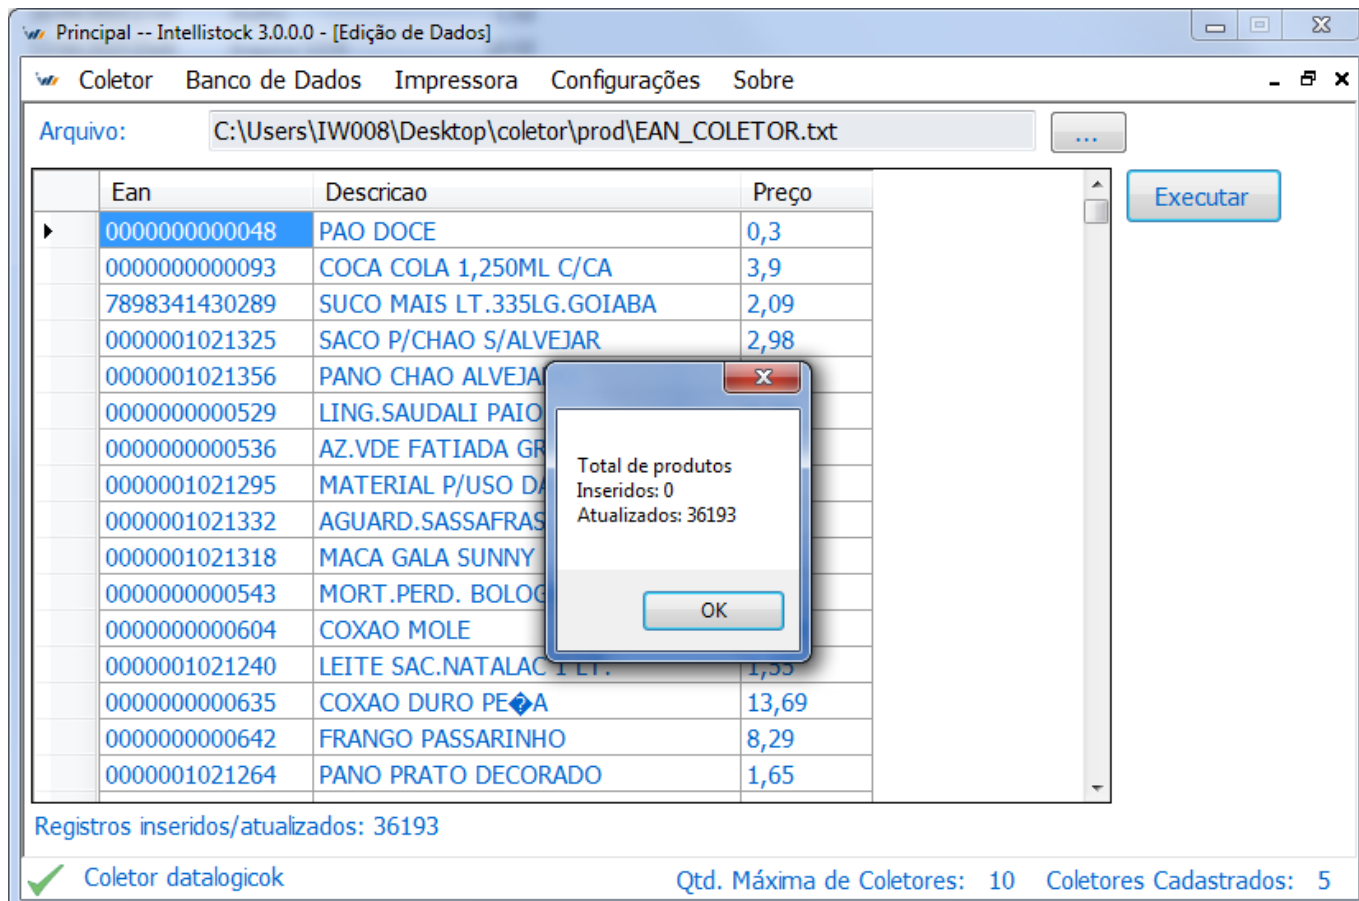 Principal -- Intellistock 3.0.0.0 - [Edição de Dados]
Coletor Banco de Dados Impressora Configurações Sobre
Arquivo: C:\Users\IW008\Desktop\coletor\prod\EAN_COLETOR.txt ...
Ean Descricao Preço
Executar
0000000000048 PAO DOCE 0,3
0000000000093 COCA COLA 1,250ML C/CA 3,9
7898341430289 SUCO MAIS LT.335LG.GOIABA 2,09
0000001021325 SACO P/CHAO S/ALVEJAR 2,98
0000001021356 PANO CHAO ALVEJA
0000000000529 LING.SAUDALI PAIO
0000000000536 AZ.VDE FATIADA GR
0000001021295 MATERIAL P/USO DA
0000001021332 AGUARD.SASSAFRAS
0000001021318 MACA GALA SUNNY
0000000000543 MORT.PERD. BOLOG
0000000000604 COXAO MOLE
0000001021240 LEITE SAC.NATALAC 1 LT. 1,55
0000000000635 COXAO DURO PE�A 13,69
0000000000642 FRANGO PASSARINHO 8,29
0000001021264 PANO PRATO DECORADO 1,65
Total de produtos
Inseridos: 0
Atualizados: 36193
OK
Registros inseridos/atualizados: 36193
Coletor datalogicok Qtd. Máxima de Coletores: 10 Coletores Cadastrados: 5